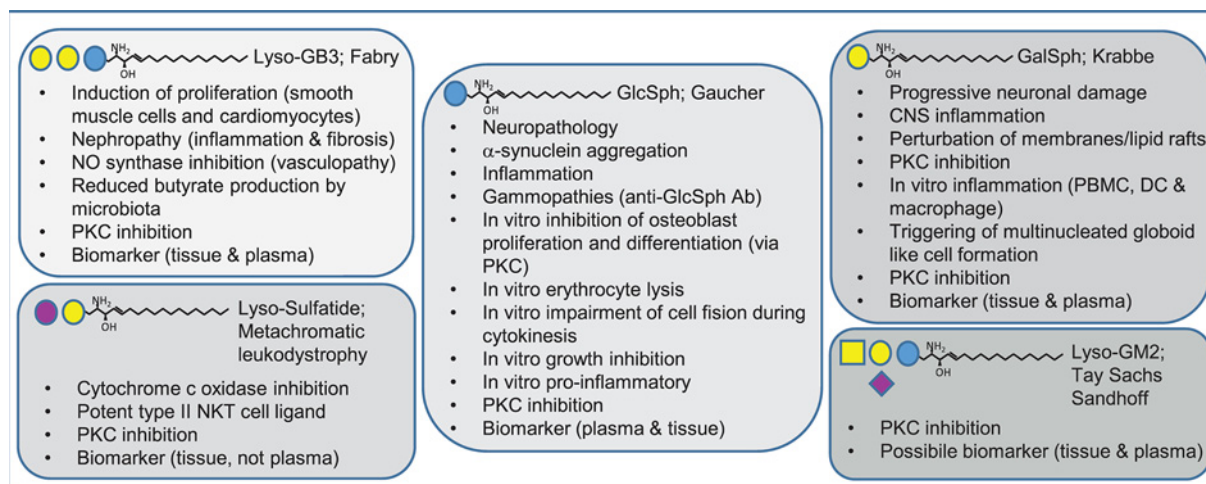 NH₂
OH
Lyso-GB3; Fabry
• Induction of proliferation (smooth
muscle cells and cardiomyocytes)
• Nephropathy (inflammation & fibrosis)
• NO synthase inhibition (vasculopathy)
• Reduced butyrate production by
microbiota
• PKC inhibition
• Biomarker (tissue & plasma)
NH₂
OH
Lyso-Sulfatide;
Metachromatic
leukodystrophy
• Cytochrome c oxidase inhibition
• Potent type II NKT cell ligand
• PKC inhibition
• Biomarker (tissue, not plasma)
NH₂
OH
GlcSph; Gaucher
• Neuropathology
• α-synuclein aggregation
• Inflammation
• Gammopathies (anti-GlcSph Ab)
• In vitro inhibition of osteoblast
proliferation and differentiation (via
PKC)
• In vitro erythrocyte lysis
• In vitro impairment of cell fision during
cytokinesis
• In vitro growth inhibition
• In vitro pro-inflammatory
• PKC inhibition
• Biomarker (plasma & tissue)
NH₂
OH
GalSph; Krabbe
• Progressive neuronal damage
• CNS inflammation
• Perturbation of membranes/lipid rafts
• PKC inhibition
• In vitro inflammation (PBMC, DC &
macrophage)
• Triggering of multinucleated globoid
like cell formation
• PKC inhibition
• Biomarker (tissue & plasma)
NH₂
OH
Lyso-GM2;
Tay Sachs
Sandhoff
• PKC inhibition
• Possibile biomarker (tissue & plasma)